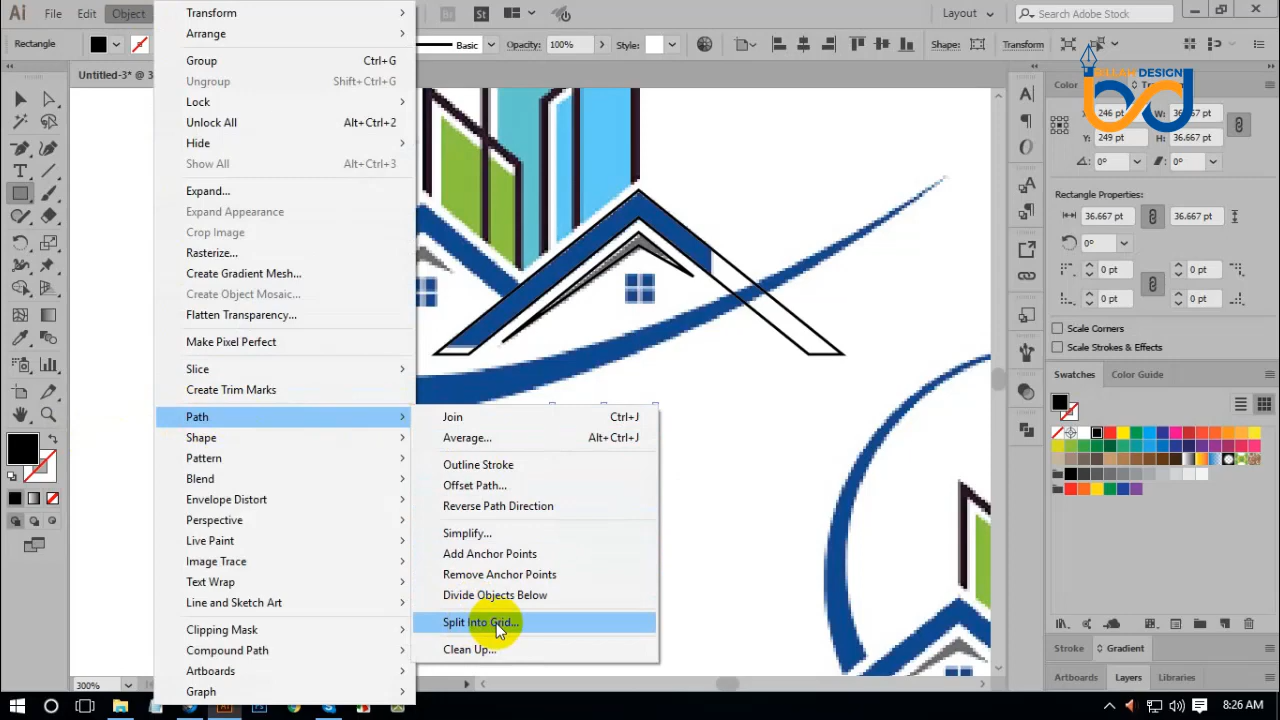 Ai File Edit Object Br St Layout Search Adobe Stock
Rectangle Basic Opacity: 100% Style: Shape: Transform
Untitled-3* @ 3
Transform
Arrange
Group Ctrl+G
Ungroup Shift+Ctrl+G
Lock
Unlock All Alt+Ctrl+2
Hide
Show All Alt+Ctrl+3
Expand...
Expand Appearance
Crop Image
Rasterize...
Create Gradient Mesh...
Create Object Mosaic...
Flatten Transparency...
Make Pixel Perfect
Slice
Create Trim Marks
Path
Shape
Pattern
Blend
Envelope Distort
Perspective
Live Paint
Image Trace
Text Wrap
Line and Sketch Art
Clipping Mask
Compound Path
Artboards
Graph
Join Ctrl+J
Average... Alt+Ctrl+J
Outline Stroke
Offset Path...
Reverse Path Direction
Simplify...
Add Anchor Points
Remove Anchor Points
Divide Objects Below
Split Into Grid...
Clean Up...
Color
X: 246 pt W: 36.667 pt
Y: 249 pt H: 36.667 pt
0° 0°
Rectangle Properties:
36.667 pt 36.667 pt
0°
0 pt 0 pt
0 pt 0 pt
Scale Corners
Scale Strokes & Effects
Swatches Color Guide
Stroke Gradient
Artboards Layers Libraries
300%
8:26 AM